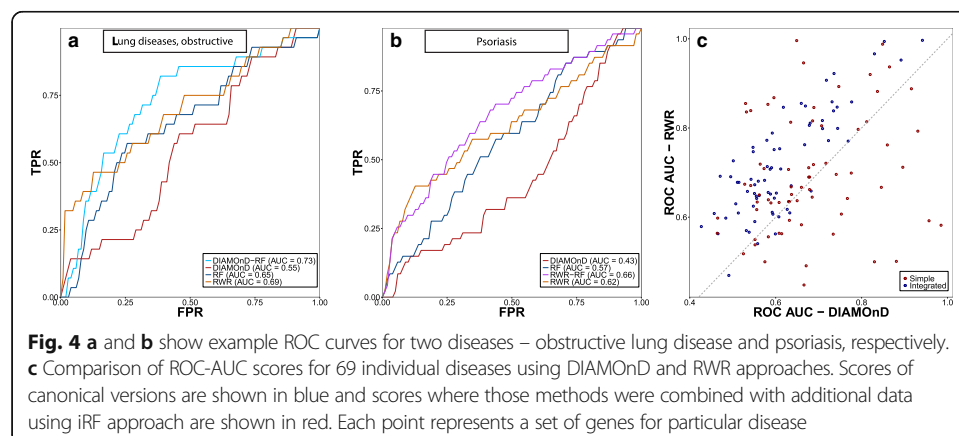 a
Lung diseases, obstructive
1.00
0.75
0.50
0.25
0.00
TPR
0.00
0.25
0.50
0.75
1.00
FPR
DIAMOnD−RF (AUC = 0.73)
DIAMOnD (AUC = 0.55)
RF (AUC = 0.65)
RWR (AUC = 0.69)
b
Psoriasis
1.00
0.75
0.50
0.25
0.00
TPR
0.00
0.25
0.50
0.75
1.00
FPR
DIAMOnD (AUC = 0.43)
RF (AUC = 0.57)
RWR−RF (AUC = 0.66)
RWR (AUC = 0.62)
c
1.0
0.8
0.6
ROC AUC − RWR
0.4
0.6
0.8
1.0
ROC AUC − DIAMOnD
Simple
Integrated
Fig. 4 a and b show example ROC curves for two diseases – obstructive lung disease and psoriasis, respectively.
c Comparison of ROC-AUC scores for 69 individual diseases using DIAMOnD and RWR approaches. Scores of
canonical versions are shown in blue and scores where those methods were combined with additional data
using iRF approach are shown in red. Each point represents a set of genes for particular disease